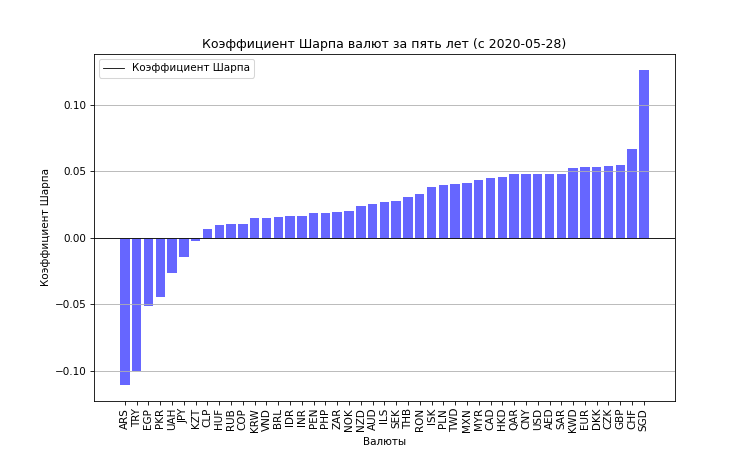 Коэффициент Шарпа валют за пять лет (с 2020-05-28)
Коэффициент Шарпа
0.10
0.05
0.00
−0.05
−0.10
Коэффициент Шарпа
ARS
TRY
EGP
PKR
UAH
JPY
KZT
CLP
HUF
RUB
COP
KRW
VND
BRL
IDR
INR
PEN
PHP
ZAR
NOK
NZD
AUD
ILS
SEK
THB
RON
ISK
PLN
TWD
MXN
MYR
CAD
HKD
QAR
CNY
USD
AED
SAR
KWD
EUR
DKK
CZK
GBP
CHF
SGD
Валюты